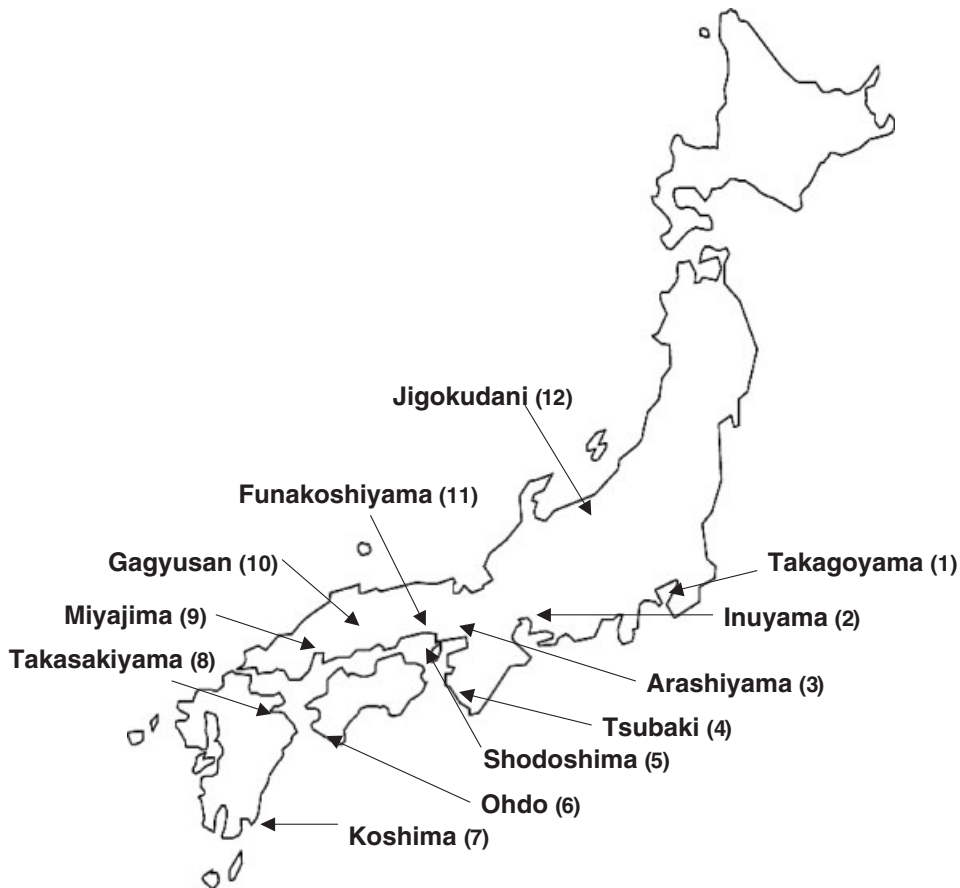 Jigokudani (12)
Funakoshiyama (11)
Gagyusan (10)
Takagoyama (1)
Miyajima (9)
Inuyama (2)
Takasakiyama (8)
Arashiyama (3)
Tsubaki (4)
Shodoshima (5)
Ohdo (6)
Koshima (7)